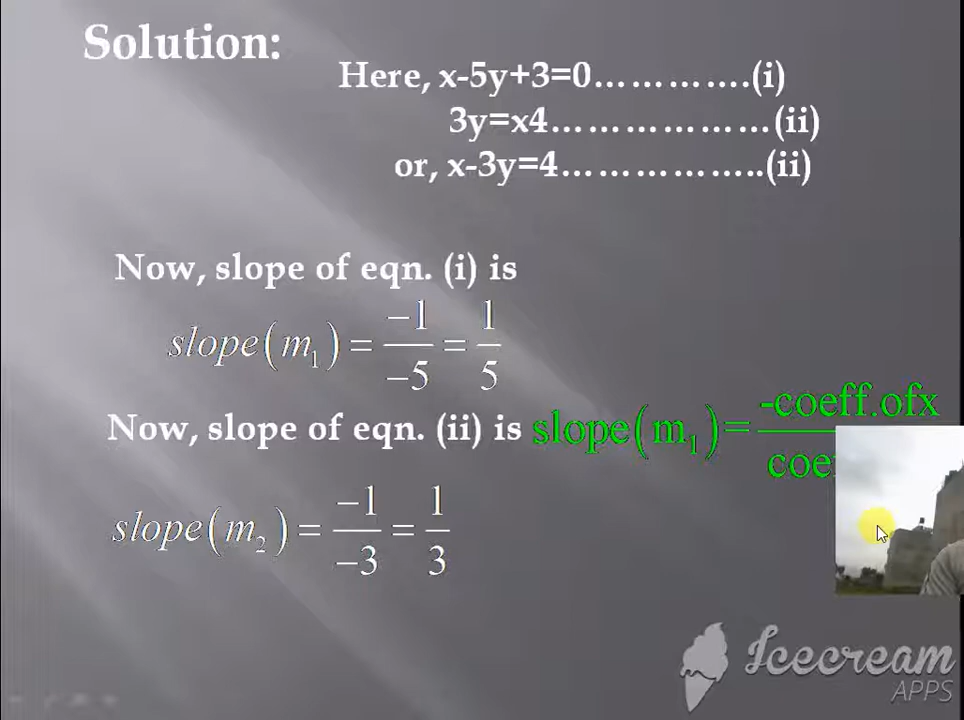 Solution:
Here, x-5y+3=0………….(i)
3y=x4………………(ii)
or, x-3y=4……………..(ii)
Now, slope of eqn. (i) is
slope(m₁) = -1/-5 = 1/5
Now, slope of eqn. (ii) is slope(m₁)= -coeff.ofx/
slope(m₂) = -1/-3 = 1/3
Icecream
APPS